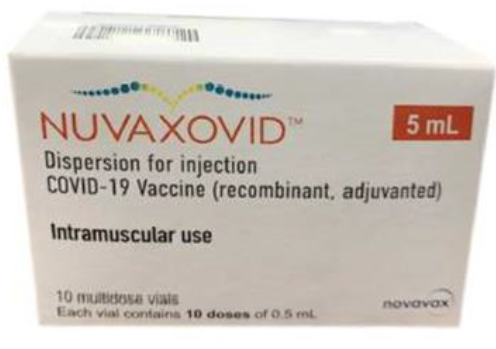 NUVAXOVID™
5 mL
Dispersion for injection
COVID-19 Vaccine (recombinant, adjuvanted)
Intramuscular use
10 multidose vials
Each vial contains 10 doses of 0.5 mL
novavax